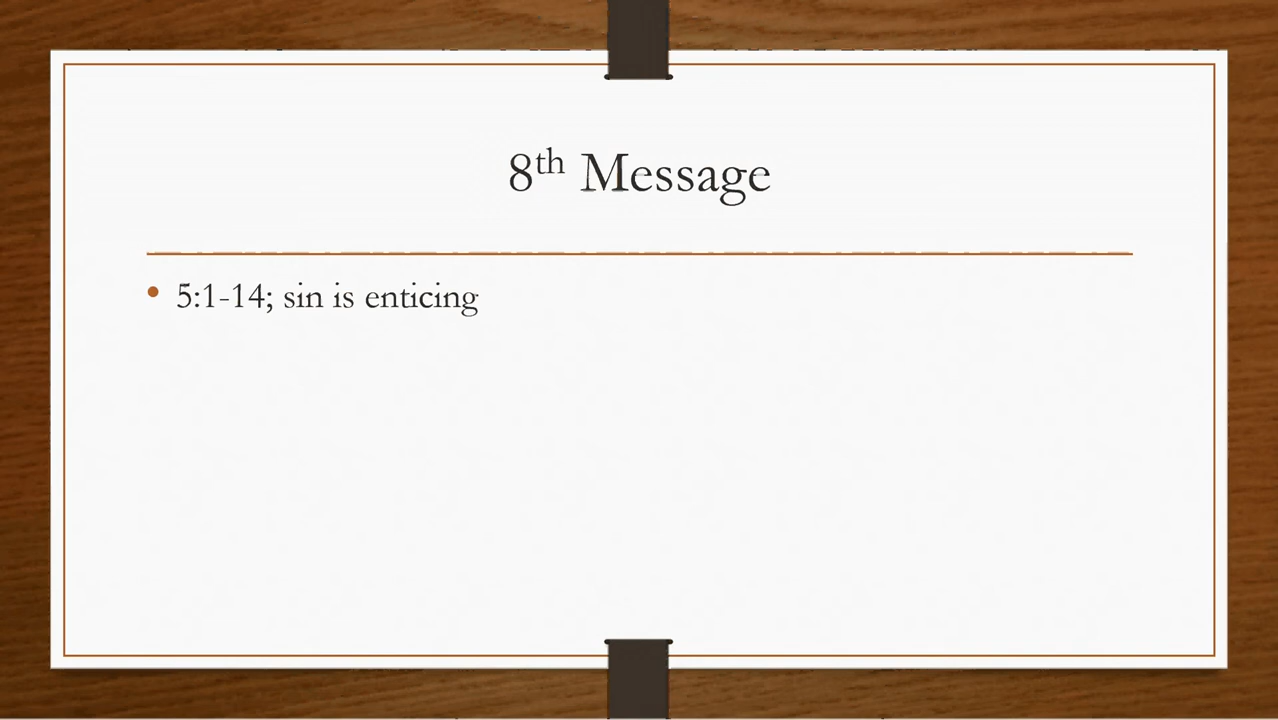 8th Message
• 5:1-14; sin is enticing